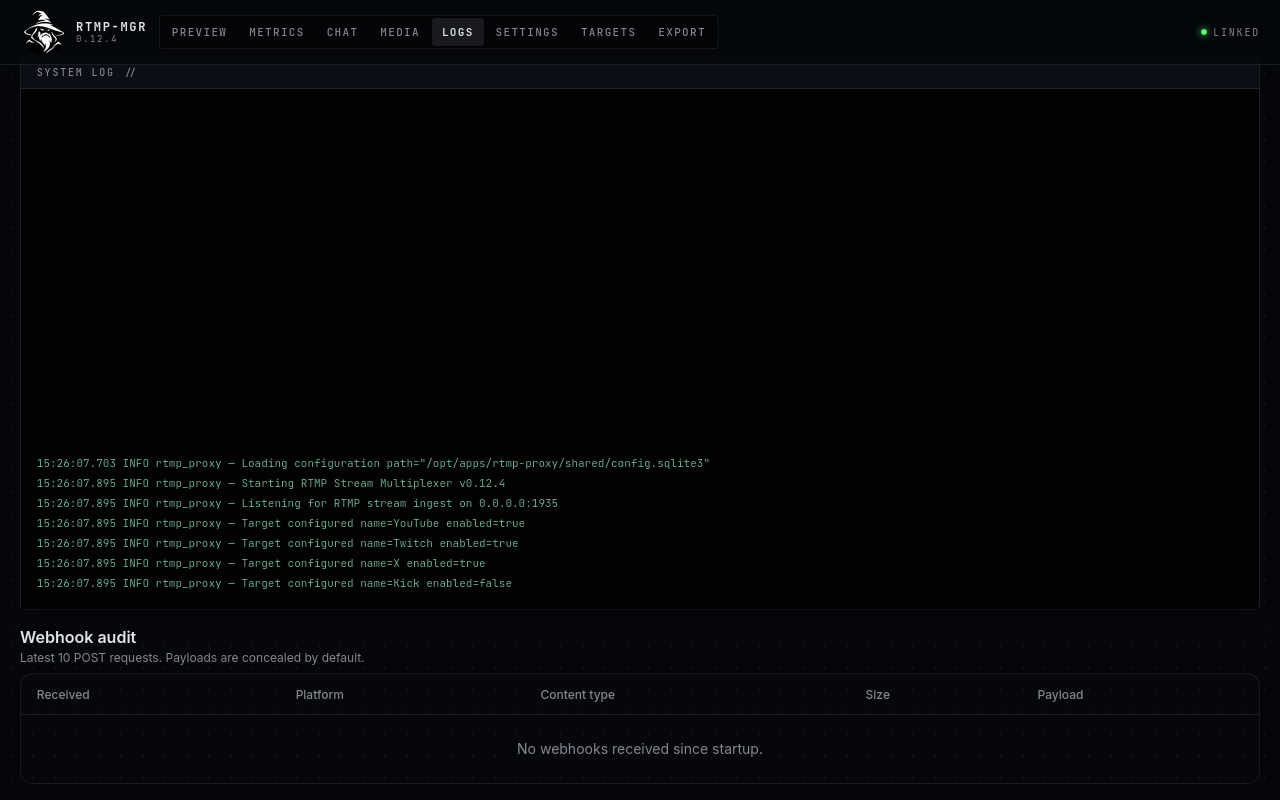 RTMP-MGR
0.12.4
PREVIEW METRICS CHAT MEDIA LOGS SETTINGS TARGETS EXPORT
LINKED
SYSTEM LOG //
15:26:07.703 INFO rtmp_proxy — Loading configuration path="/opt/apps/rtmp-proxy/shared/config.sqlite3"
15:26:07.895 INFO rtmp_proxy — Starting RTMP Stream Multiplexer v0.12.4
15:26:07.895 INFO rtmp_proxy — Listening for RTMP stream ingest on 0.0.0.0:1935
15:26:07.895 INFO rtmp_proxy — Target configured name=YouTube enabled=true
15:26:07.895 INFO rtmp_proxy — Target configured name=Twitch enabled=true
15:26:07.895 INFO rtmp_proxy — Target configured name=X enabled=true
15:26:07.895 INFO rtmp_proxy — Target configured name=Kick enabled=false
Webhook audit
Latest 10 POST requests. Payloads are concealed by default.
Received Platform Content type Size Payload
No webhooks received since startup.